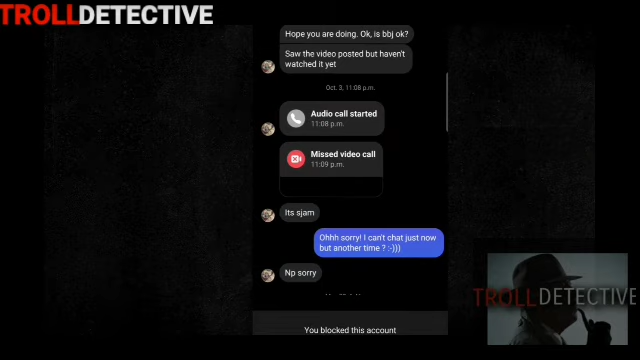 TROLLDETECTIVE
Hope you are doing. Ok, is bbj ok?
Saw the video posted but haven't
watched it yet
Oct. 3, 11:08 p.m.
Audio call started
11:08 p.m.
Missed video call
11:09 p.m.
Its sjam
Ohhh sorry! I can't chat just now
but another time ? :-)))
Np sorry
You blocked this account
TROLLDETECTIVE